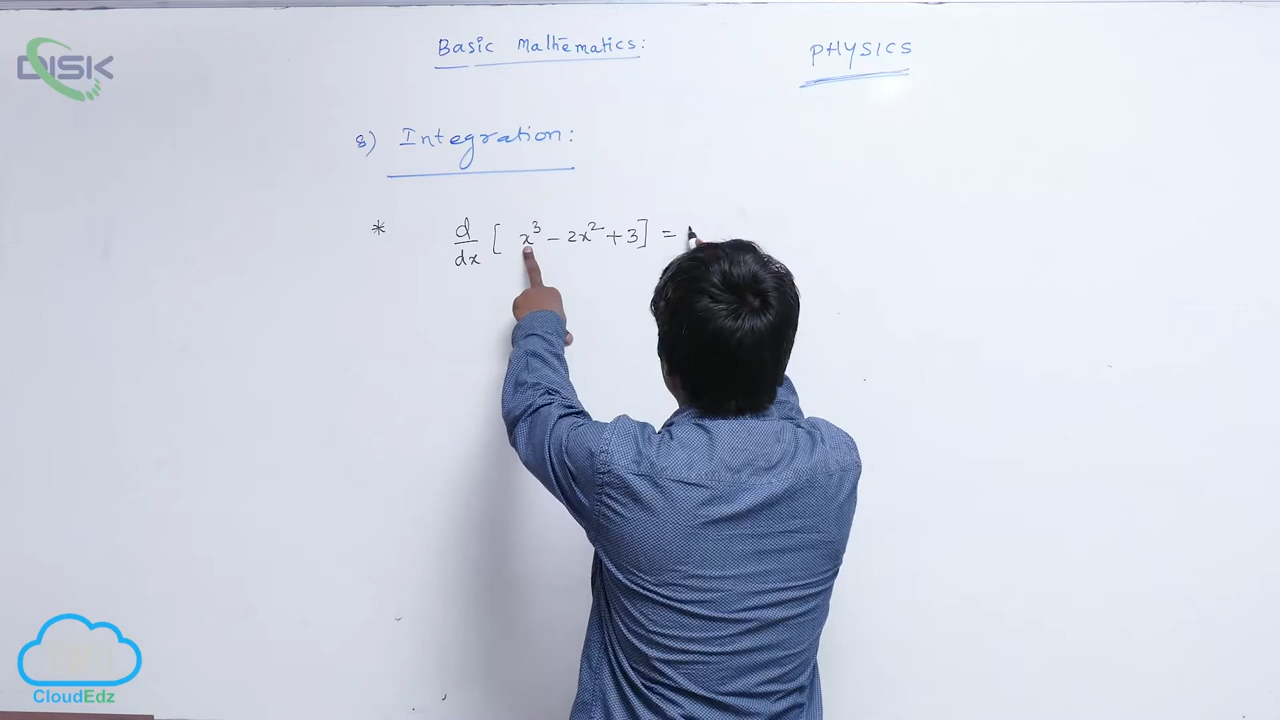 DISK
Basic Mathematics:
PHYSICS
8) Integration:
* d/dx [ x³ - 2x² + 3] =
CloudEdz